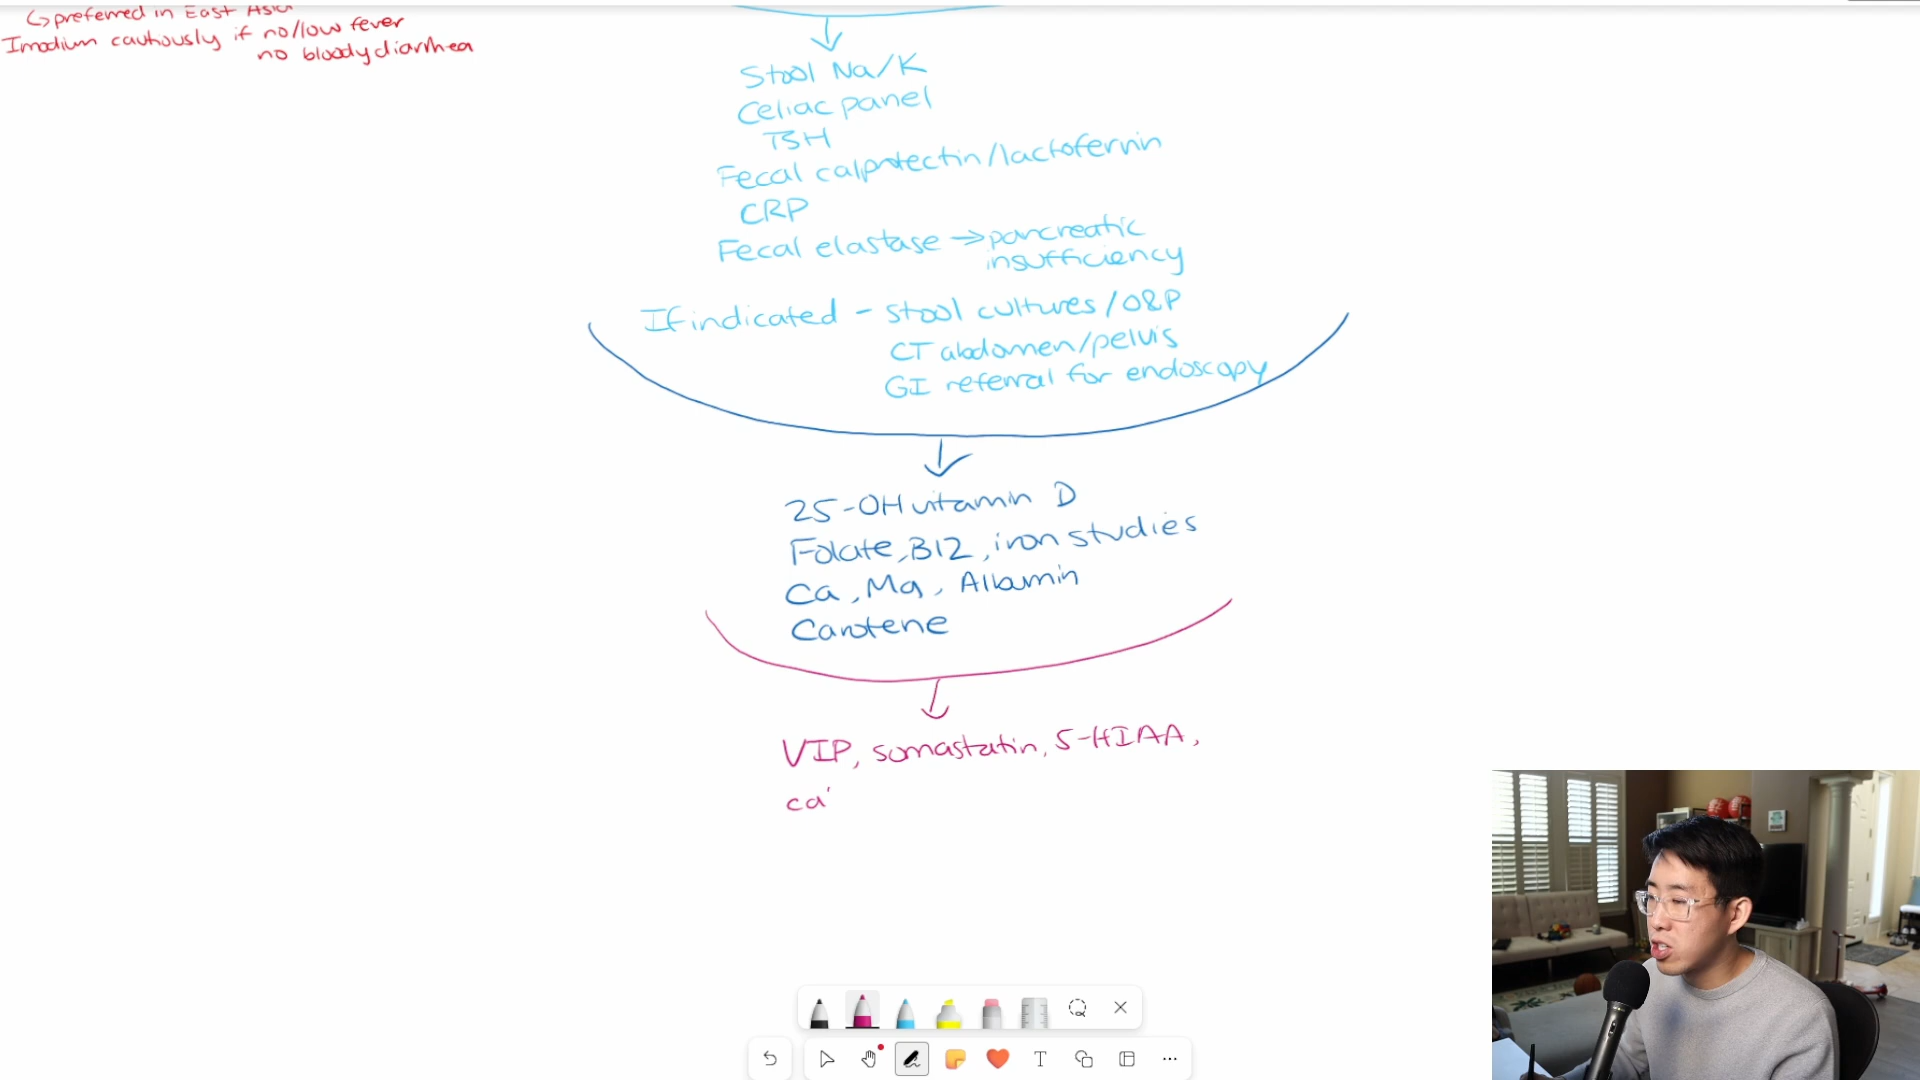 ↳ preferred in East Asia
Imodium cautiously if no/low fever
no bloody diarrhea
Stool Na/K
Celiac panel
TSH
Fecal calprotectin/lactoferrin
CRP
Fecal elastase → pancreatic
insufficiency
If indicated - stool cultures/O&P
CT abdomen/pelvis
GI referral for endoscopy
25-OH vitamin D
Folate, B12, iron studies
Ca, Mg, Albumin
Carotene
VIP, somastatin, 5-HIAA,
ca
T